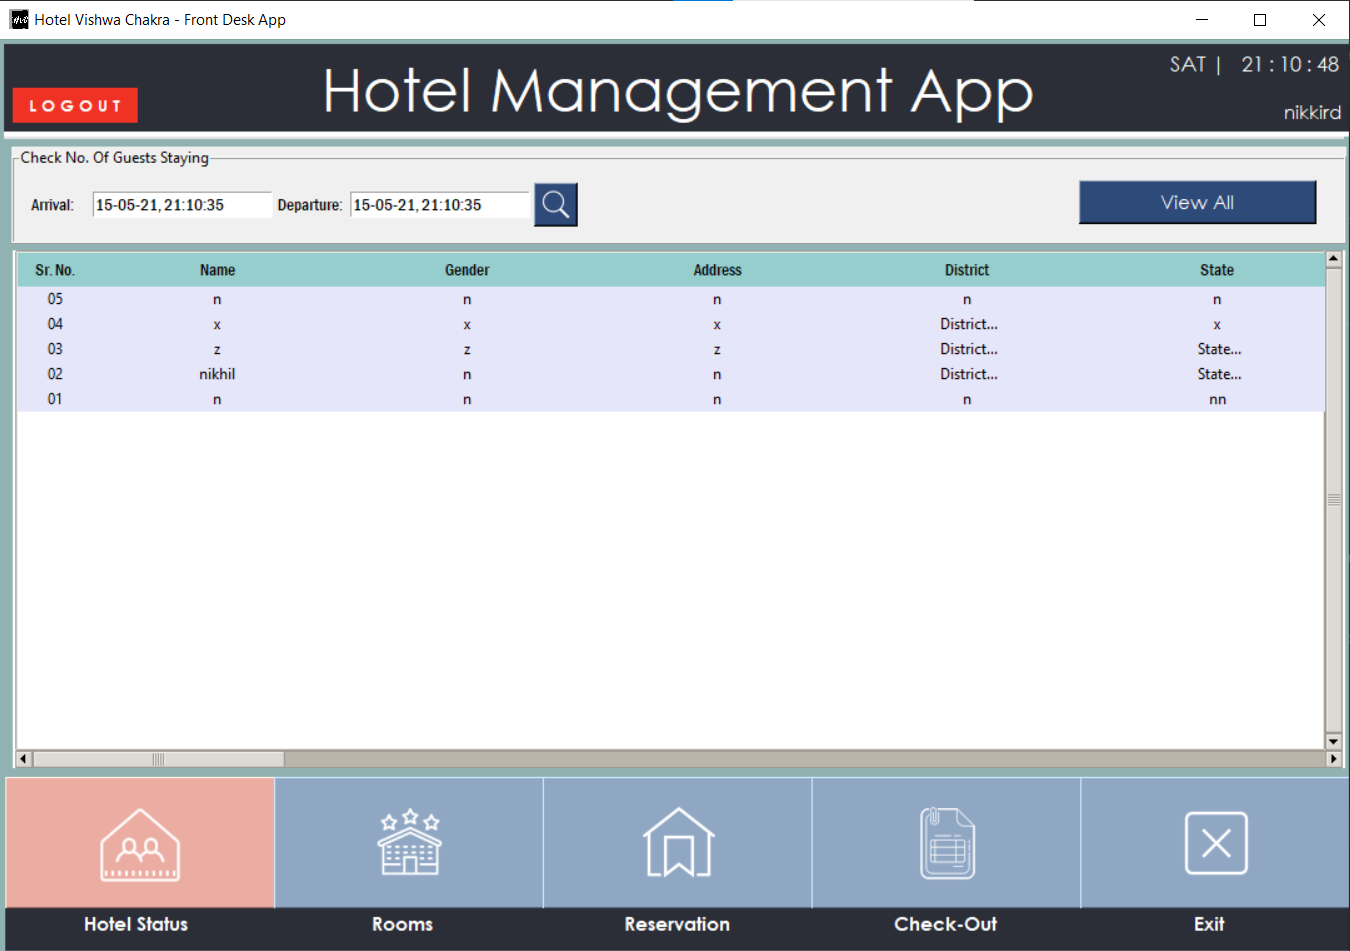 Hotel Vishwa Chakra - Front Desk App
SAT | 21 : 10 : 48
Hotel Management App
LOGOUT
nikkird
Check No. Of Guests Staying
Arrival: 15-05-21, 21:10:35 Departure: 15-05-21, 21:10:35 View All
Sr. No. Name Gender Address District State
05 n n n n n
04 x x x District... x
03 z z z District... State...
02 nikhil n n District... State...
01 n n n n nn
Hotel Status Rooms Reservation Check-Out Exit